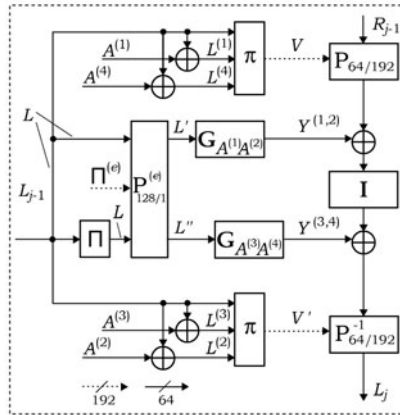 R_{j-1}
A^{(1)} L^{(1)} π V P_{64/192}
A^{(4)} L^{(4)}
L
L' G_{A^{(1)}A^{(2)}} Y^{(1,2)}
Π^{(e)} P^{(e)}_{128/1}
I
L_{j-1}
Π L L'' G_{A^{(3)}A^{(4)}} Y^{(3,4)}
A^{(3)} L^{(3)} π V' P^{-1}_{64/192}
A^{(2)} L^{(2)}
192 64 L_j